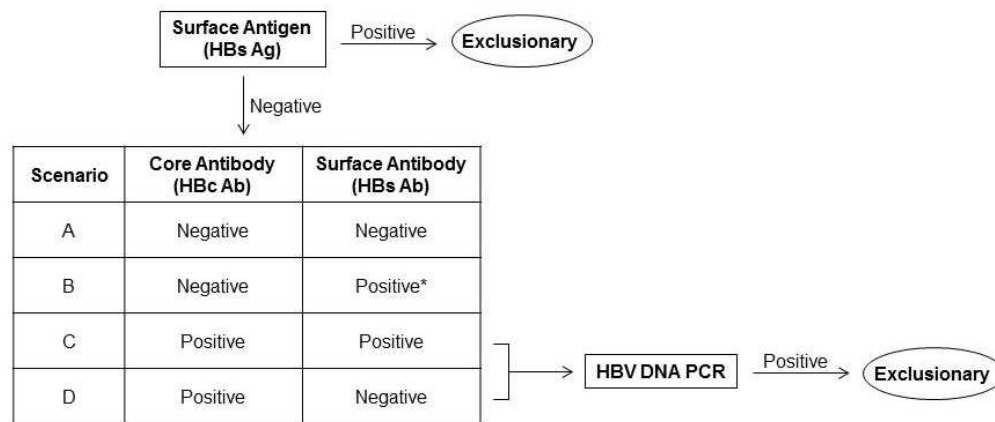 Surface Antigen
(HBs Ag)
Positive
Exclusionary
Negative
Scenario
Core Antibody
(HBc Ab)
Surface Antibody
(HBs Ab)
A
Negative
Negative
B
Negative
Positive*
C
Positive
Positive
D
Positive
Negative
HBV DNA PCR
Positive
Exclusionary